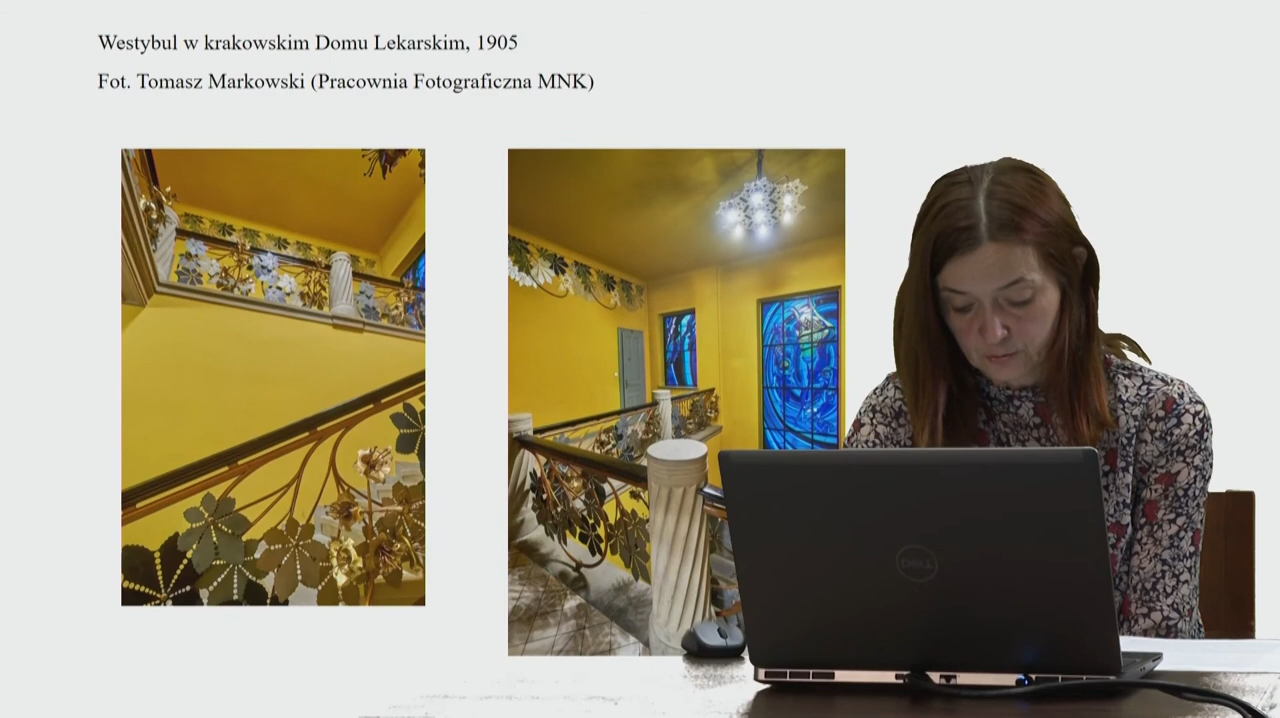 Westybul w krakowskim Domu Lekarskim, 1905
Fot. Tomasz Markowski (Pracownia Fotograficzna MNK)
DELL